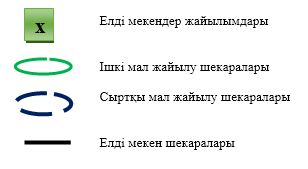 x Елді мекендер жайылымдары
Ішкі мал жайылу шекаралары
Сыртқы мал жайылу шекаралары
Елді мекен шекаралары